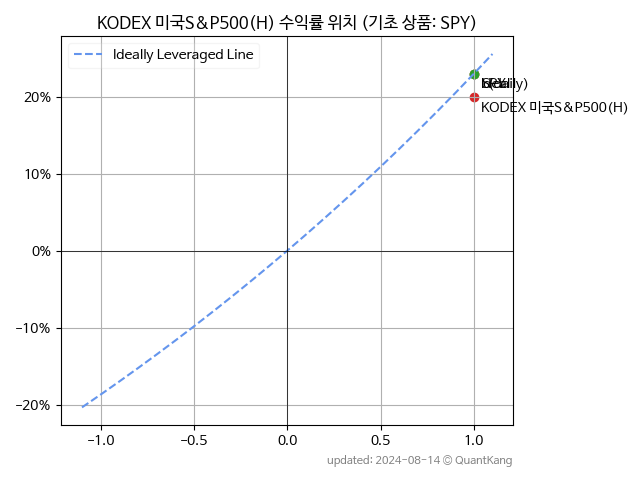 KODEX 미국S&P500(H) 수익률 위치 (기초 상품: SPY)
Ideally Leveraged Line
KODEX 미국S&P500(H)
20%
10%
0%
-10%
-20%
-1.0
-0.5
0.0
0.5
1.0
updated: 2024-08-14 © QuantKang